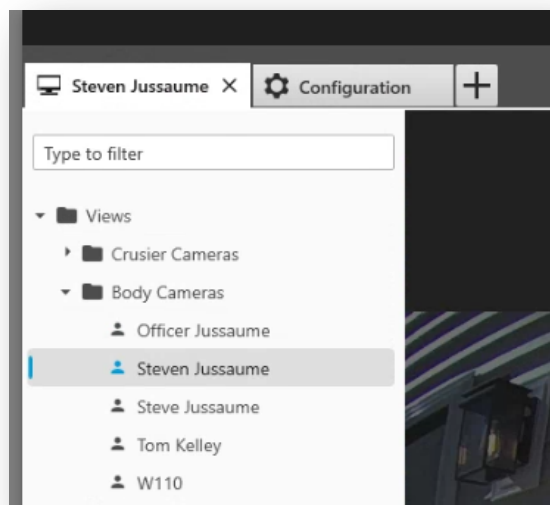 Steven Jussaume
Configuration
Type to filter
Views
Crusier Cameras
Body Cameras
Officer Jussaume
Steven Jussaume
Steve Jussaume
Tom Kelley
W110